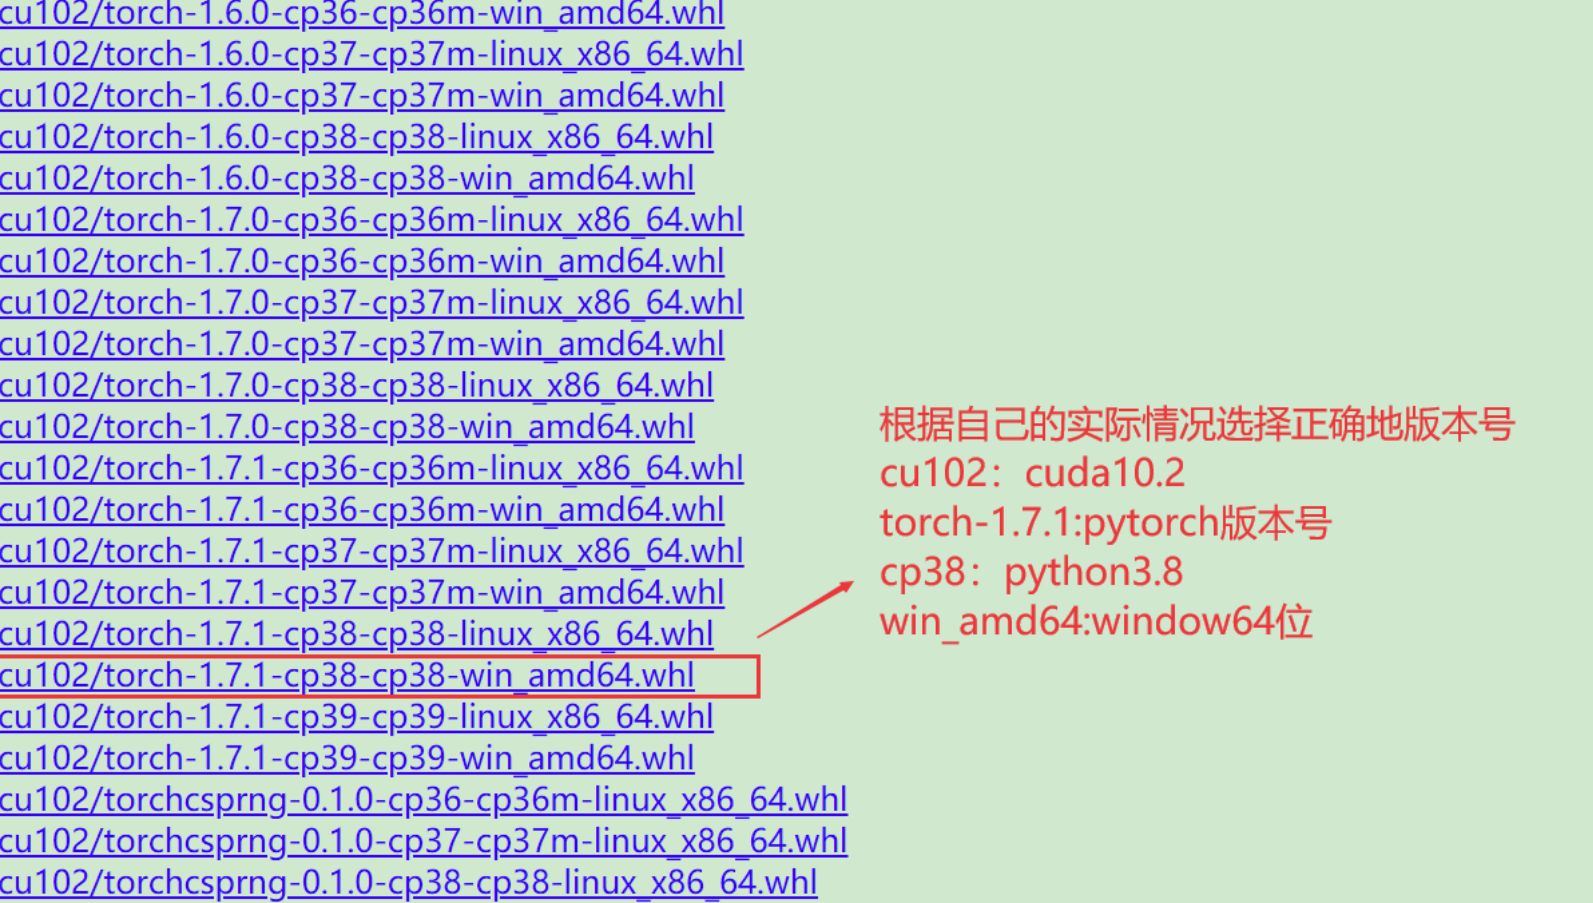 cu102/torch-1.6.0-cp36-cp36m-win_amd64.whl
cu102/torch-1.6.0-cp37-cp37m-linux_x86_64.whl
cu102/torch-1.6.0-cp37-cp37m-win_amd64.whl
cu102/torch-1.6.0-cp38-cp38-linux_x86_64.whl
cu102/torch-1.6.0-cp38-cp38-win_amd64.whl
cu102/torch-1.7.0-cp36-cp36m-linux_x86_64.whl
cu102/torch-1.7.0-cp36-cp36m-win_amd64.whl
cu102/torch-1.7.0-cp37-cp37m-linux_x86_64.whl
cu102/torch-1.7.0-cp37-cp37m-win_amd64.whl
cu102/torch-1.7.0-cp38-cp38-linux_x86_64.whl
cu102/torch-1.7.0-cp38-cp38-win_amd64.whl
cu102/torch-1.7.1-cp36-cp36m-linux_x86_64.whl
cu102/torch-1.7.1-cp36-cp36m-win_amd64.whl
cu102/torch-1.7.1-cp37-cp37m-linux_x86_64.whl
cu102/torch-1.7.1-cp37-cp37m-win_amd64.whl
cu102/torch-1.7.1-cp38-cp38-linux_x86_64.whl
cu102/torch-1.7.1-cp38-cp38-win_amd64.whl
cu102/torch-1.7.1-cp39-cp39-linux_x86_64.whl
cu102/torch-1.7.1-cp39-cp39-win_amd64.whl
cu102/torchcsprng-0.1.0-cp36-cp36m-linux_x86_64.whl
cu102/torchcsprng-0.1.0-cp37-cp37m-linux_x86_64.whl
cu102/torchcsprng-0.1.0-cp38-cp38-linux_x86_64.whl
根据自己的实际情况选择正确地版本号
cu102：cuda10.2
torch-1.7.1:pytorch版本号
cp38：python3.8
win_amd64:window64位